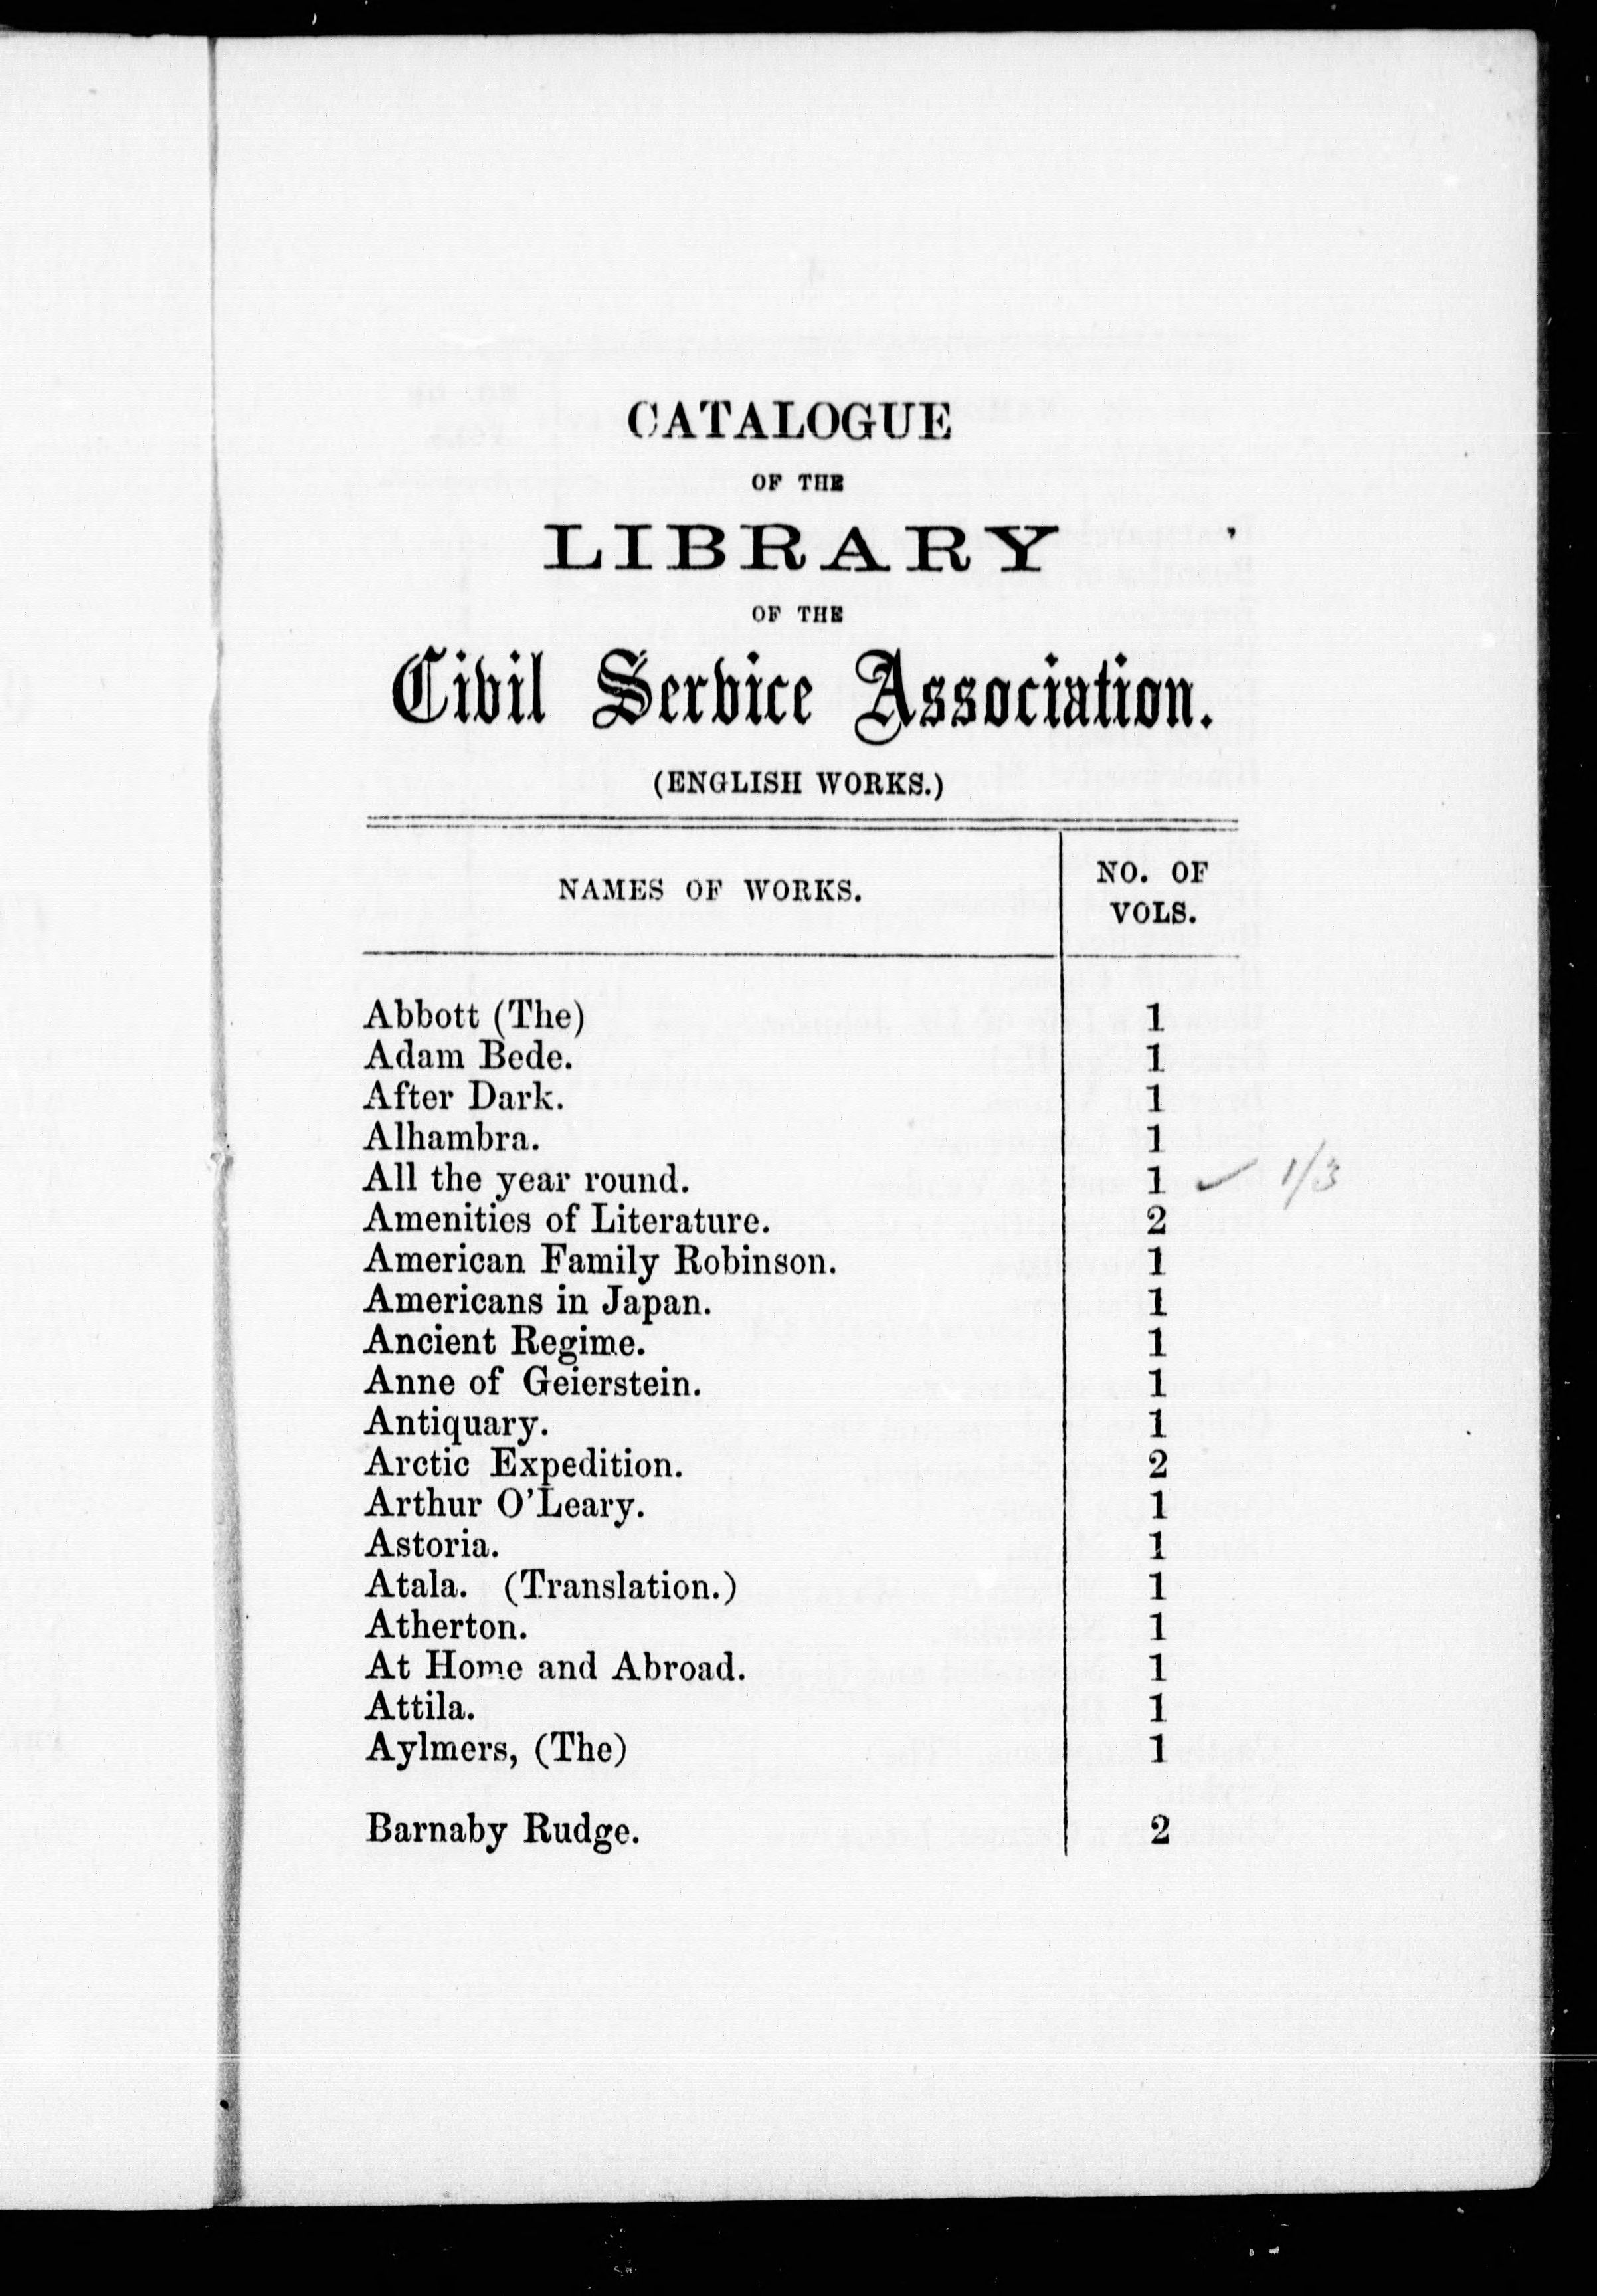 CATALOGUE
OF THE
LIBRARY
OF THE
Civil Service Association.
(ENGLISH WORKS.)
NAMES OF WORKS.
NO. OF
VOLS.
Abbott (The) 1
Adam Bede. 1
After Dark. 1
Alhambra. 1
All the year round. 1 ✓ 1/3
Amenities of Literature. 2
American Family Robinson. 1
Americans in Japan. 1
Ancient Regime. 1
Anne of Geierstein. 1
Antiquary. 1
Arctic Expedition. 2
Arthur O'Leary. 1
Astoria. 1
Atala. (Translation.) 1
Atherton. 1
At Home and Abroad. 1
Attila. 1
Aylmers, (The) 1
Barnaby Rudge. 2